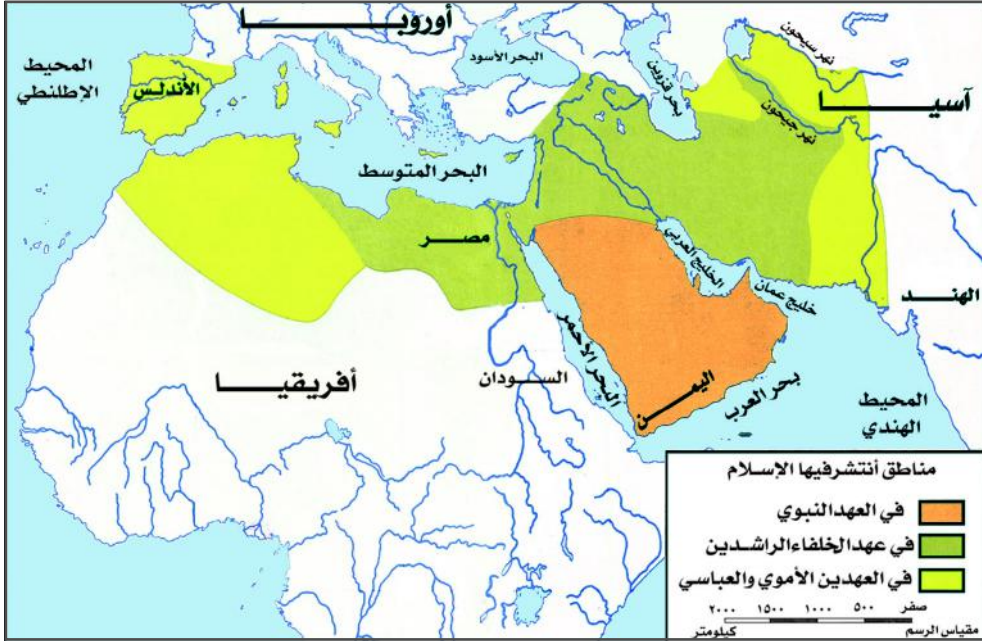 أوروبا
المحيط
الإطلنطي
الأندلس
البحر الأسود
بحر قزوين
نهر سيحون
نهر جيحون
آسيا
البحر المتوسط
مصر
الخليج العربي
خليج عمان
الهند
البحر الأحمر
السودان
أفريقيا
اليمن
بحر العرب
المحيط
الهندي
مناطق أنتشر فيها الإسلام
في العهد النبوي
في عهد الخلفاء الراشدين
في العهدين الأموي والعباسي
صفر ٥٠٠ ١٠٠٠ ١٥٠٠ ٢٠٠٠
مقياس الرسم كيلومتر